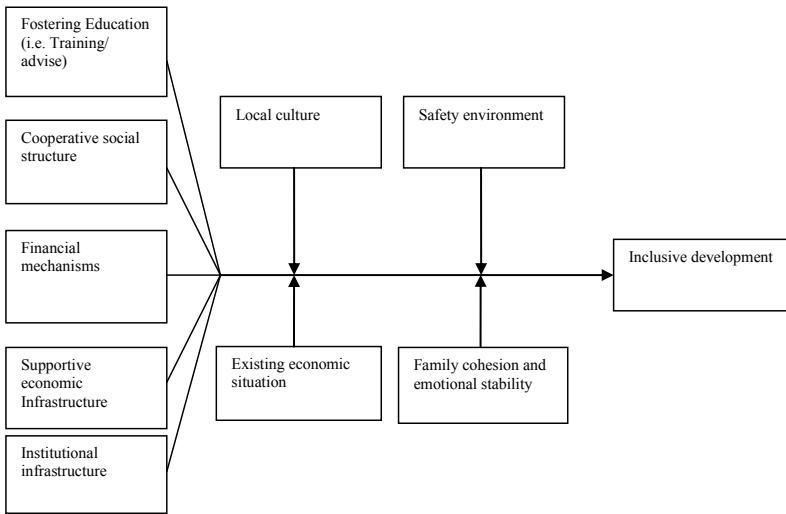 Fostering Education
(i.e. Training/
advise)
Cooperative social
structure
Financial
mechanisms
Supportive
economic
Infrastructure
Institutional
infrastructure
Local culture
Safety environment
Existing economic
situation
Family cohesion and
emotional stability
Inclusive development